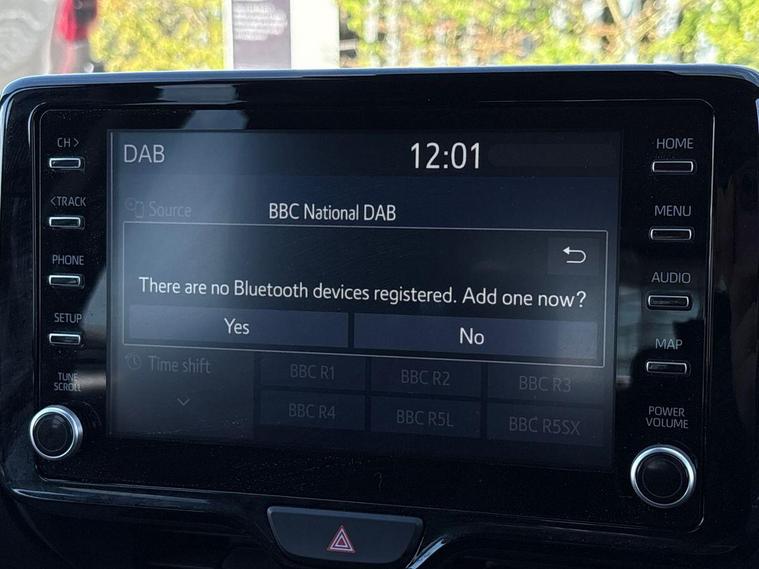 CH >
< TRACK
PHONE
SETUP
TUNE
SCROLL
DAB
12:01
Source
BBC National DAB
There are no Bluetooth devices registered. Add one now?
Yes
No
Time shift
BBC R1
BBC R2
BBC R3
BBC R4
BBC R5L
BBC R5SX
HOME
MENU
AUDIO
MAP
POWER
VOLUME